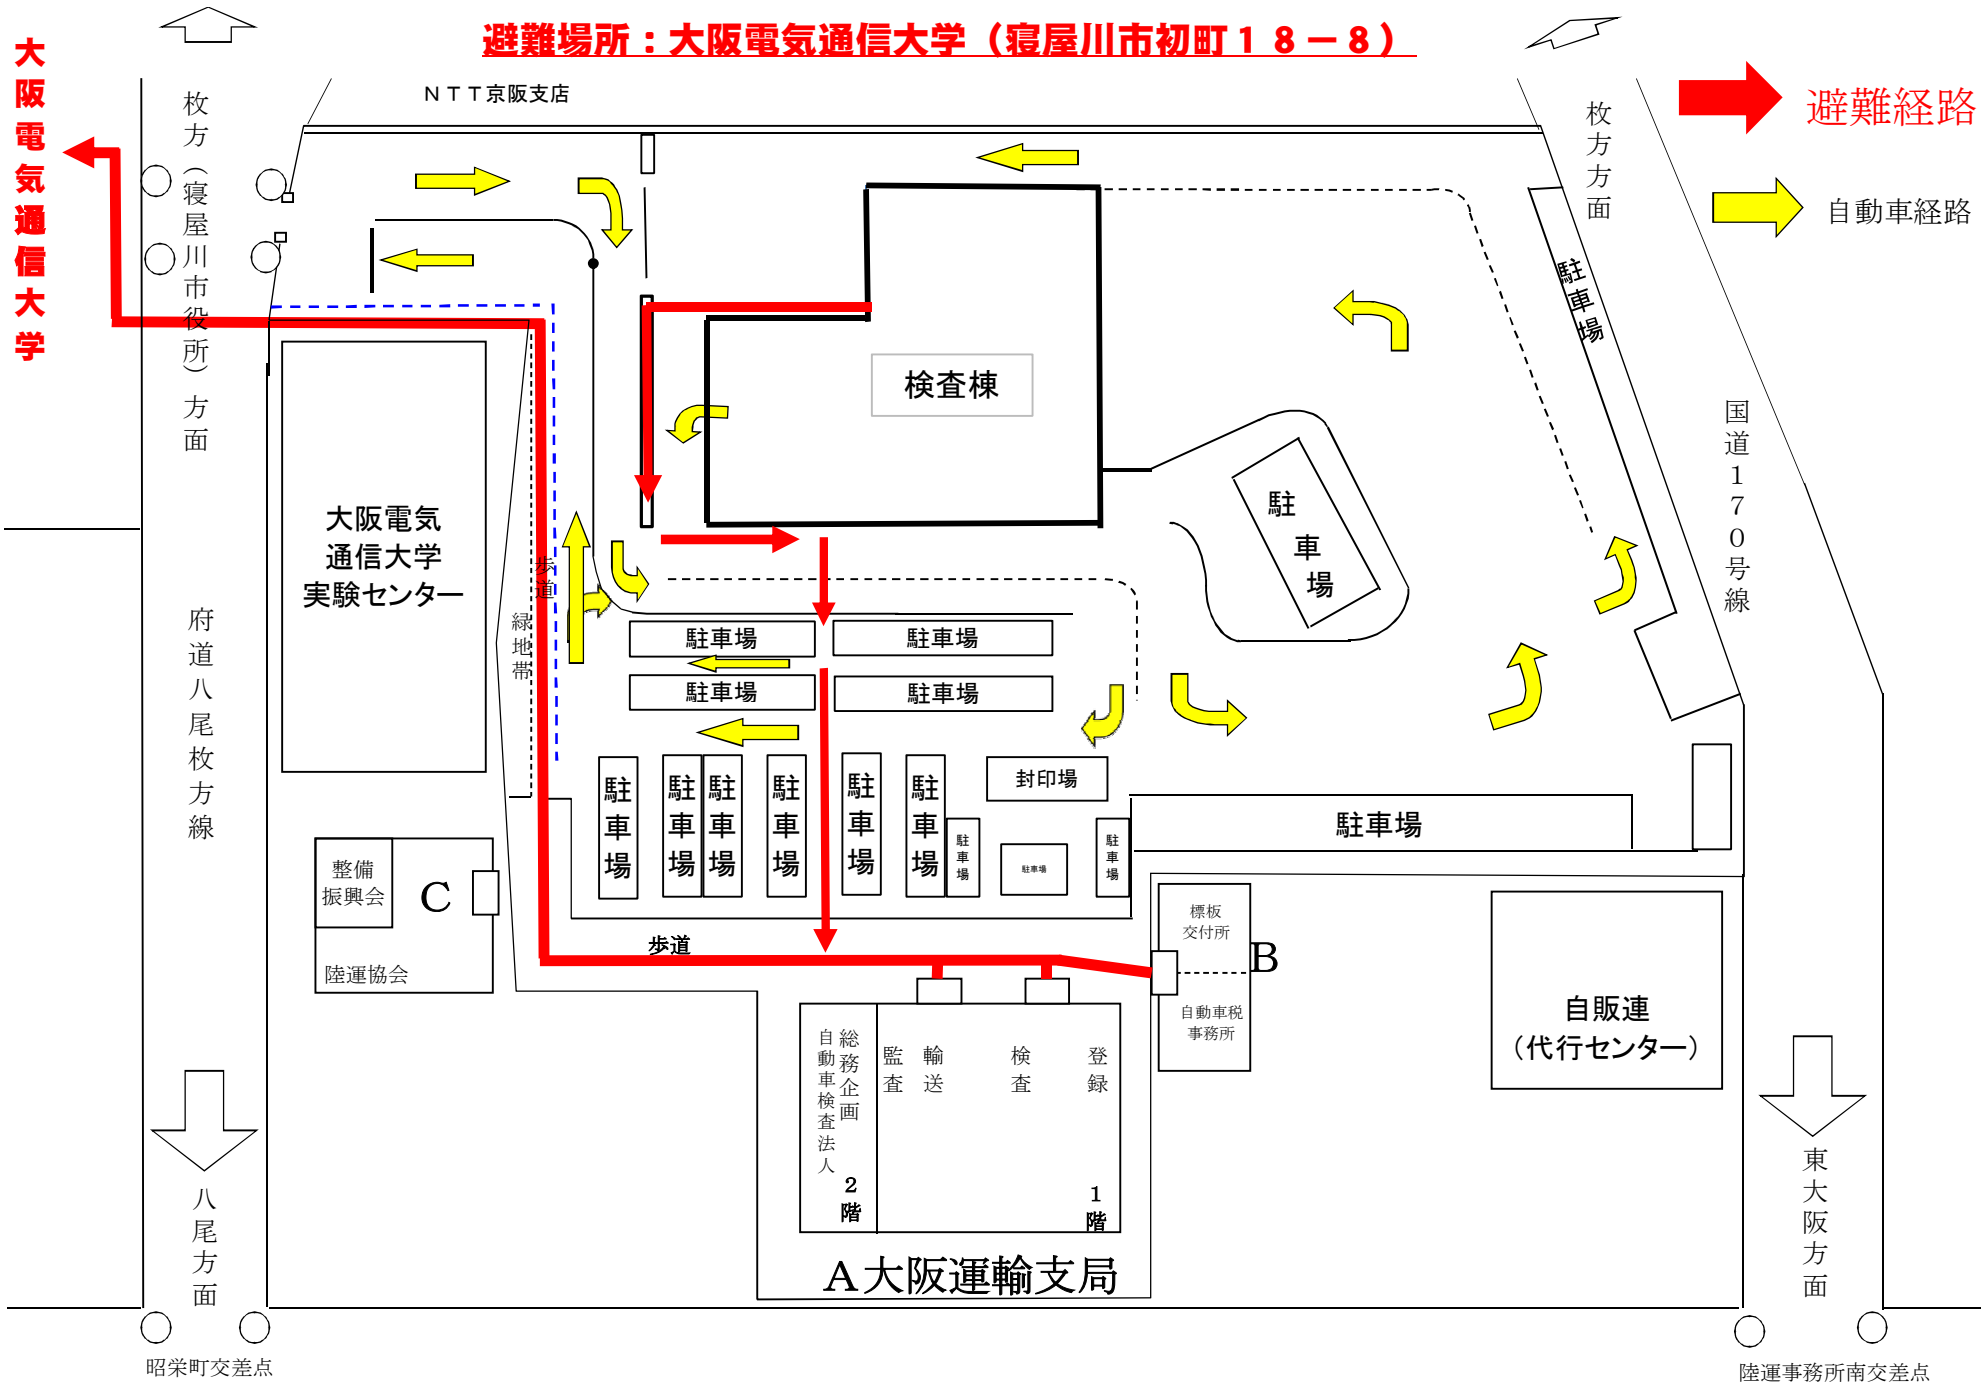 避難場所：大阪電気通信大学（寝屋川市初町１８－８）
大阪電気通信大学
枚方（寝屋川市役所）方面
ＮＴＴ京阪支店
枚方方面
避難経路
自動車経路
駐車場
検査棟
国道１７０号線
駐車場
大阪電気
通信大学
実験センター
歩道
緑地帯
府道八尾枚方線
駐車場
駐車場
駐車場
駐車場
駐車場
駐車場
駐車場
駐車場
駐車場
駐車場
封印場
駐車場
駐車場
駐車場
駐車場
整備
振興会
C
陸運協会
歩道
標板
交付所
B
自動車税
事務所
自販連
（代行センター）
総務企画
自動車検査法人
２階
監査
輸送
検査
登録
１階
A大阪運輸支局
八尾方面
東大阪方面
昭栄町交差点
陸運事務所南交差点